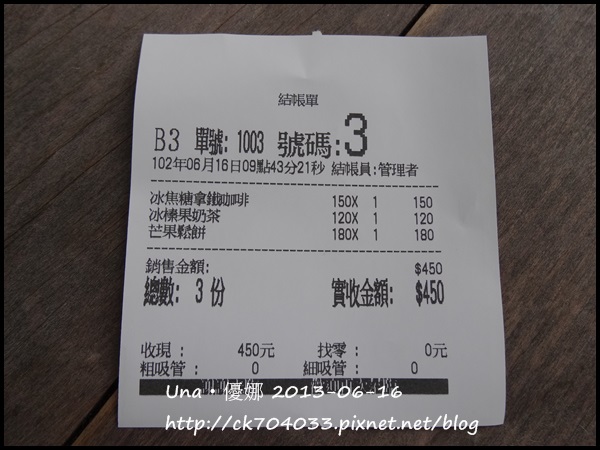 結帳單
B3 單號: 1003 號碼:3
102年06月16日09點43分21秒 結帳員:管理者
冰焦糖拿鐵咖啡 150X 1 150
冰榛果奶茶 120X 1 120
芒果鬆餅 180X 1 180
銷售金額: $450
總數: 3 份 實收金額: $450
收現 : 450元 找零 : 0元
粗吸管 : 0 細吸管 : 0
Una·優娜 2013-06-16
http://ck704033.pixnet.net/blog